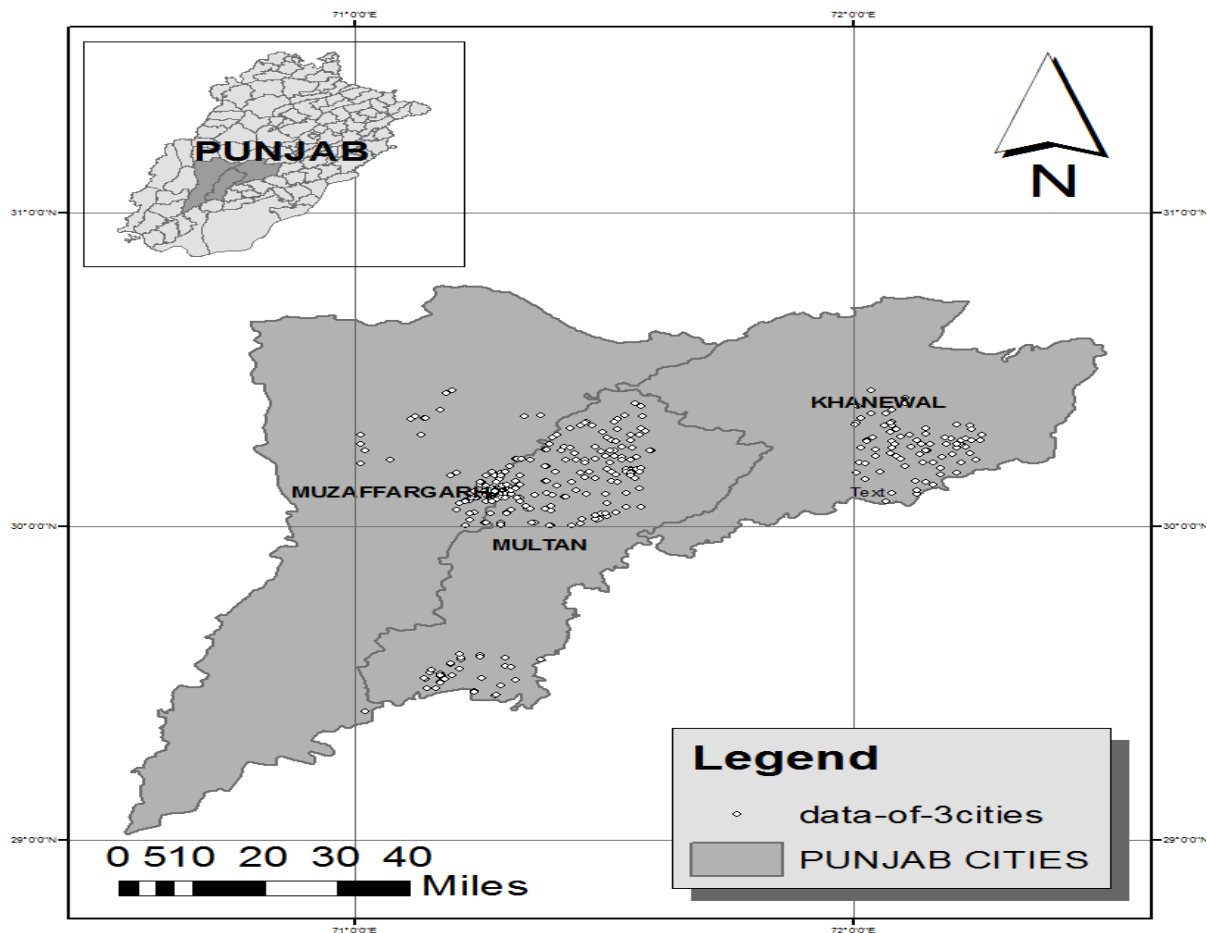 71°0'0"E 72°0'0"E
PUNJAB
N
31°0'0"N 31°0'0"N
KHANEWAL
MUZAFFARGARH
Text
30°0'0"N 30°0'0"N
MULTAN
Legend
data-of-3cities
PUNJAB CITIES
29°0'0"N 29°0'0"N
0 510 20 30 40
Miles
71°0'0"E 72°0'0"E